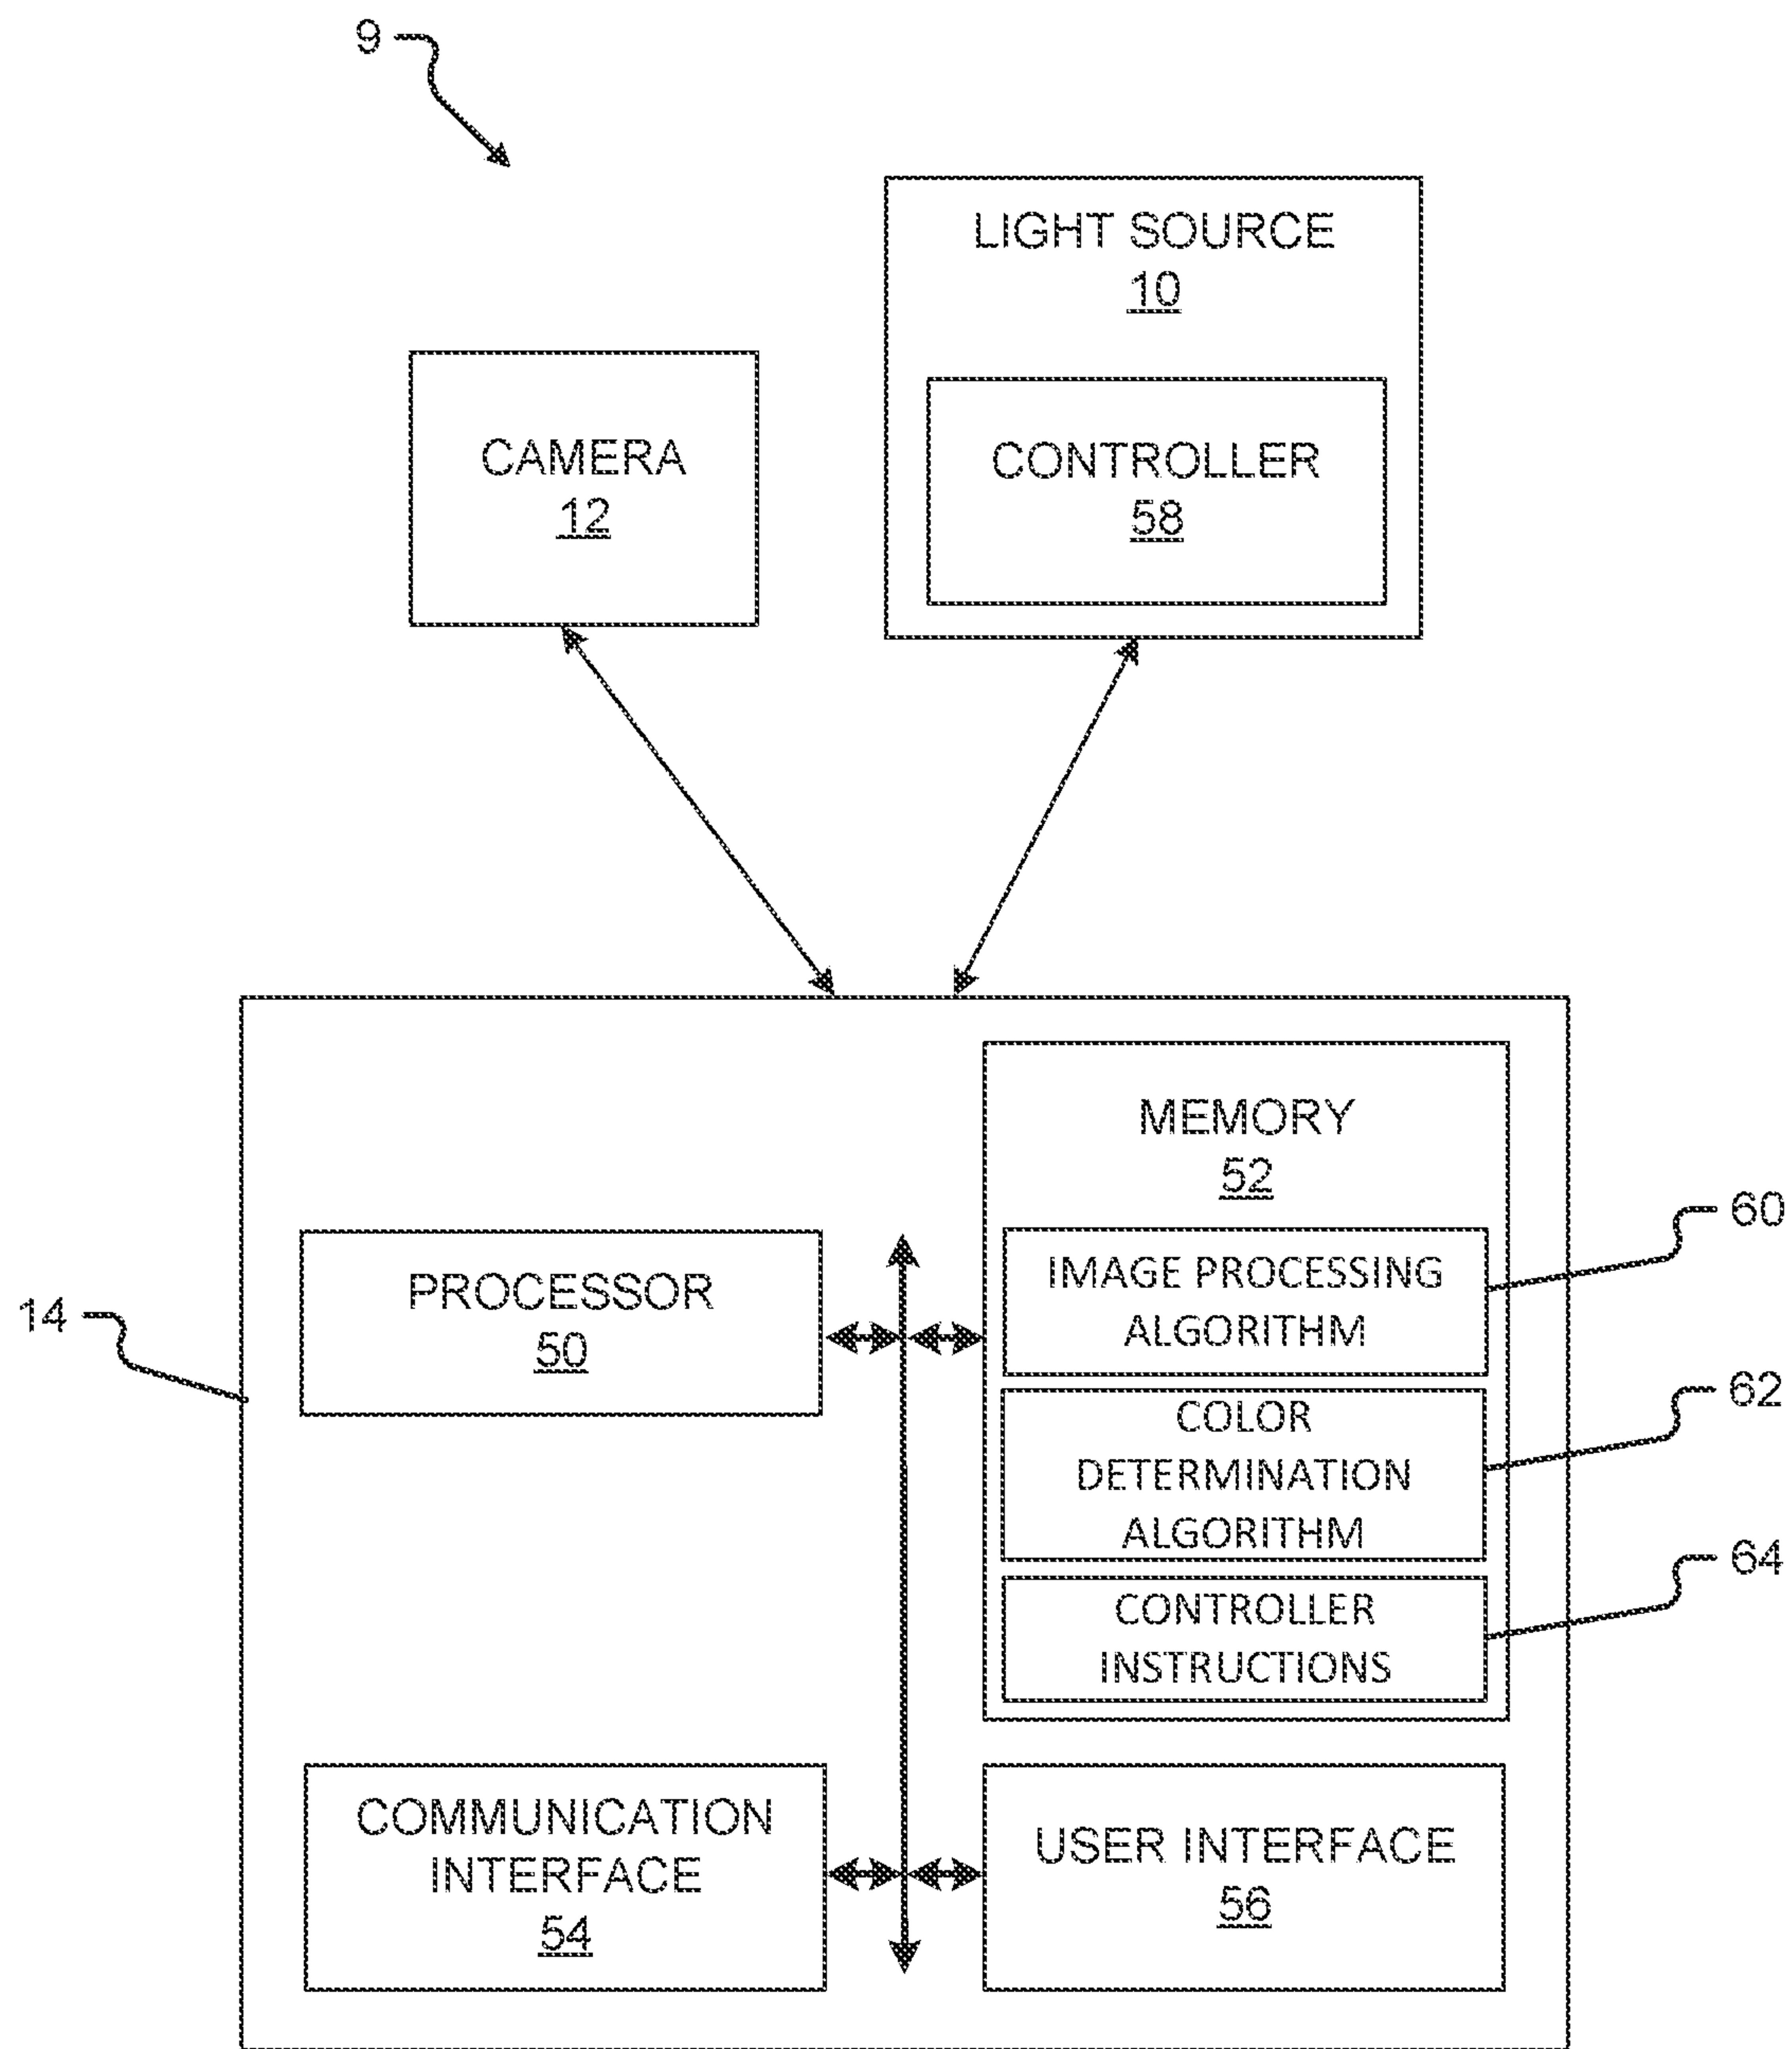 9
LIGHT SOURCE
10
CAMERA
12
CONTROLLER
58
MEMORY
52
60
IMAGE PROCESSING
ALGORITHM
PROCESSOR
50
14
62
COLOR
DETERMINATION
ALGORITHM
64
CONTROLLER
INSTRUCTIONS
COMMUNICATION
INTERFACE
54
USER INTERFACE
56